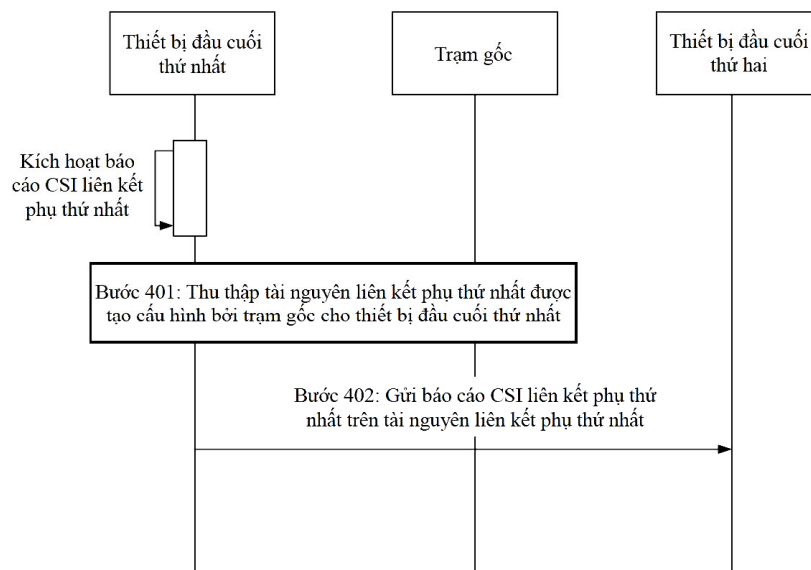 Thiết bị đầu cuối
thứ nhất
Trạm gốc
Thiết bị đầu cuối
thứ hai
Kích hoạt báo
cáo CSI liên kết
phụ thứ nhất
Bước 401: Thu thập tài nguyên liên kết phụ thứ nhất được
tạo cấu hình bởi trạm gốc cho thiết bị đầu cuối thứ nhất
Bước 402: Gửi báo cáo CSI liên kết phụ thứ
nhất trên tài nguyên liên kết phụ thứ nhất